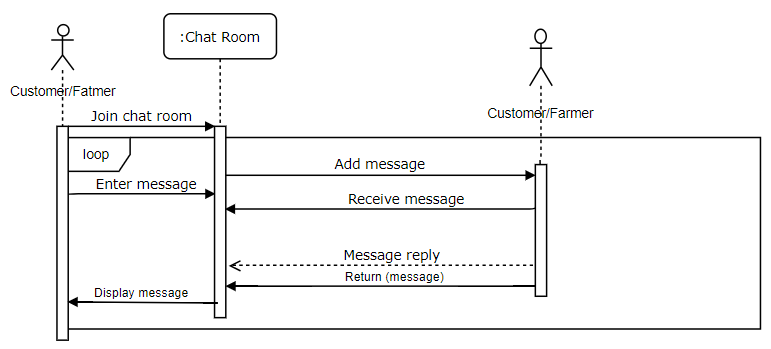 :Chat Room
Customer/Fatmer
Customer/Farmer
Join chat room
loop
Add message
Enter message
Receive message
Message reply
Return (message)
Display message